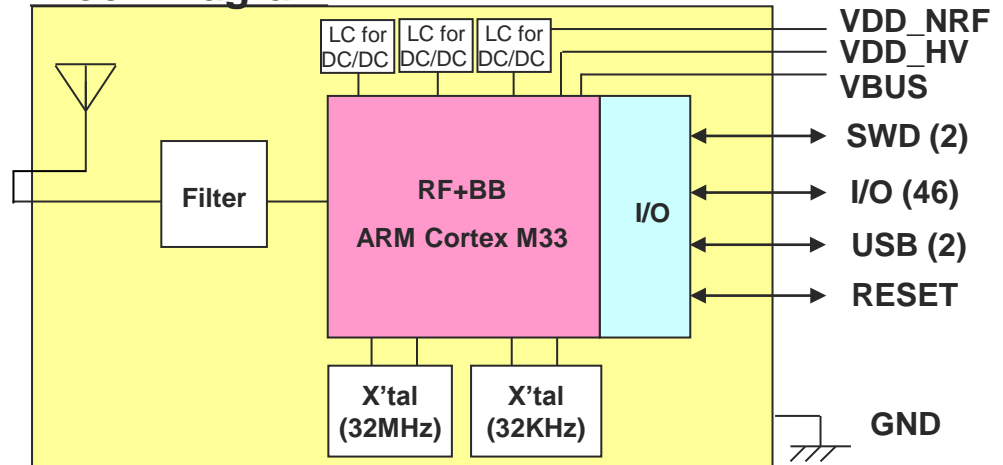 LC for
DC/DC
LC for
DC/DC
LC for
DC/DC
VDD_NRF
VDD_HV
VBUS
SWD (2)
I/O (46)
USB (2)
RESET
Filter
RF+BB
ARM Cortex M33
I/O
X'tal
(32MHz)
X'tal
(32KHz)
GND